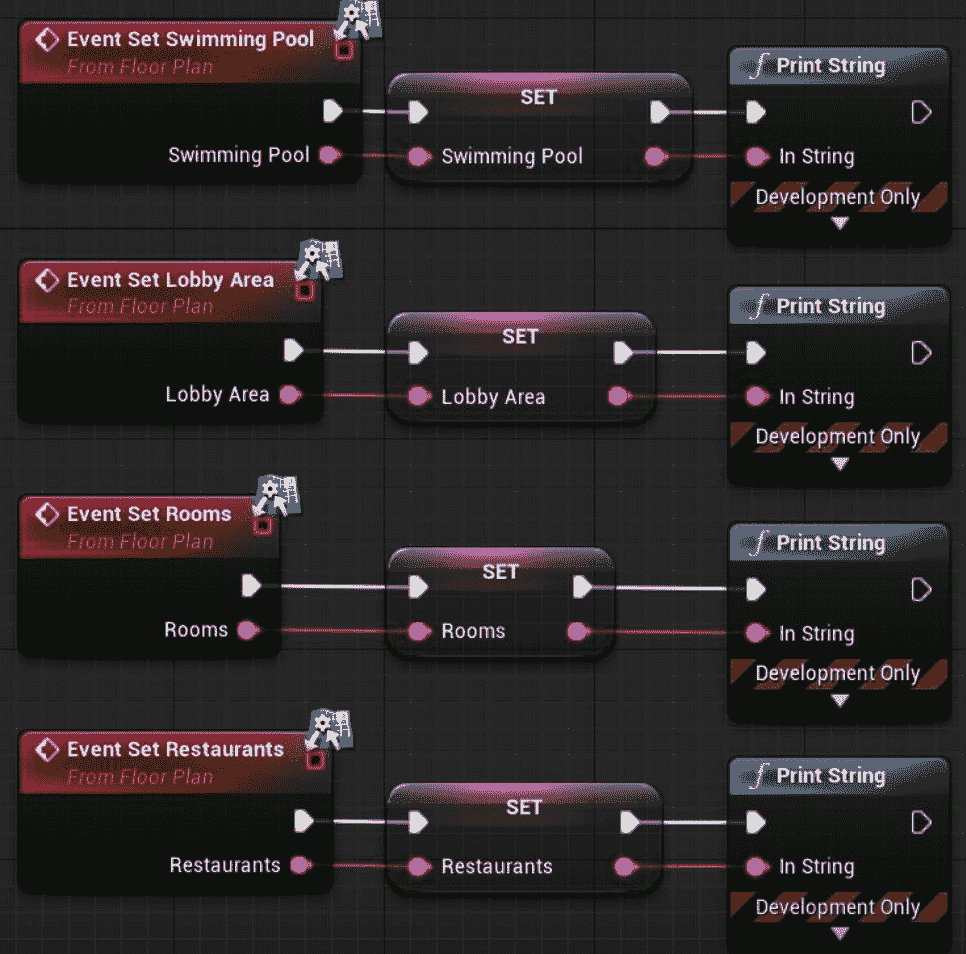 Event Set Swimming Pool
From Floor Plan
SET
Print String
Swimming Pool
Swimming Pool
In String
Development Only
Event Set Lobby Area
From Floor Plan
SET
Print String
Lobby Area
Lobby Area
In String
Development Only
Event Set Rooms
From Floor Plan
SET
Print String
Rooms
Rooms
In String
Development Only
Event Set Restaurants
From Floor Plan
SET
Print String
Restaurants
Restaurants
In String
Development Only